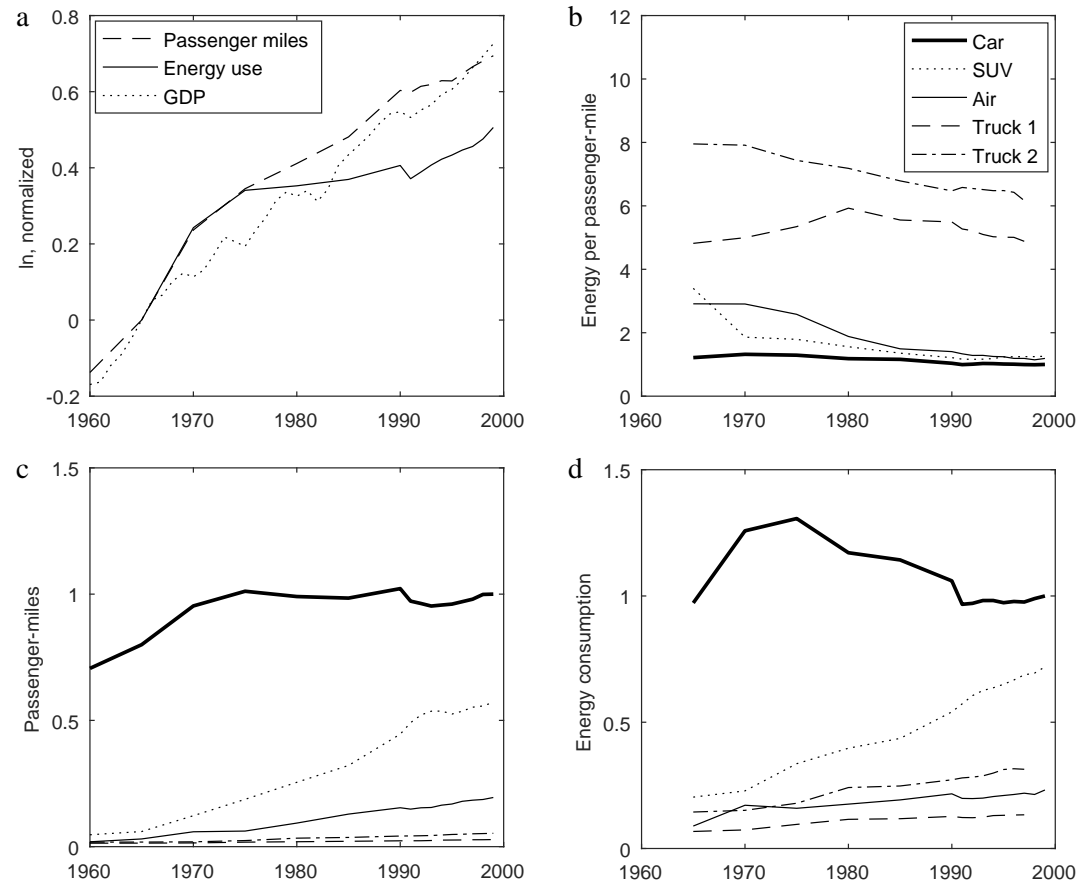 a
0.8
0.6
0.4
0.2
0
-0.2
ln, normalized
Passenger miles
Energy use
GDP
1960 1970 1980 1990 2000
b
12
10
8
6
4
2
0
Energy per passenger-mile
Car
SUV
Air
Truck 1
Truck 2
1960 1970 1980 1990 2000
c
1.5
1
0.5
0
Passenger-miles
1960 1970 1980 1990 2000
d
1.5
1
0.5
0
Energy consumption
1960 1970 1980 1990 2000